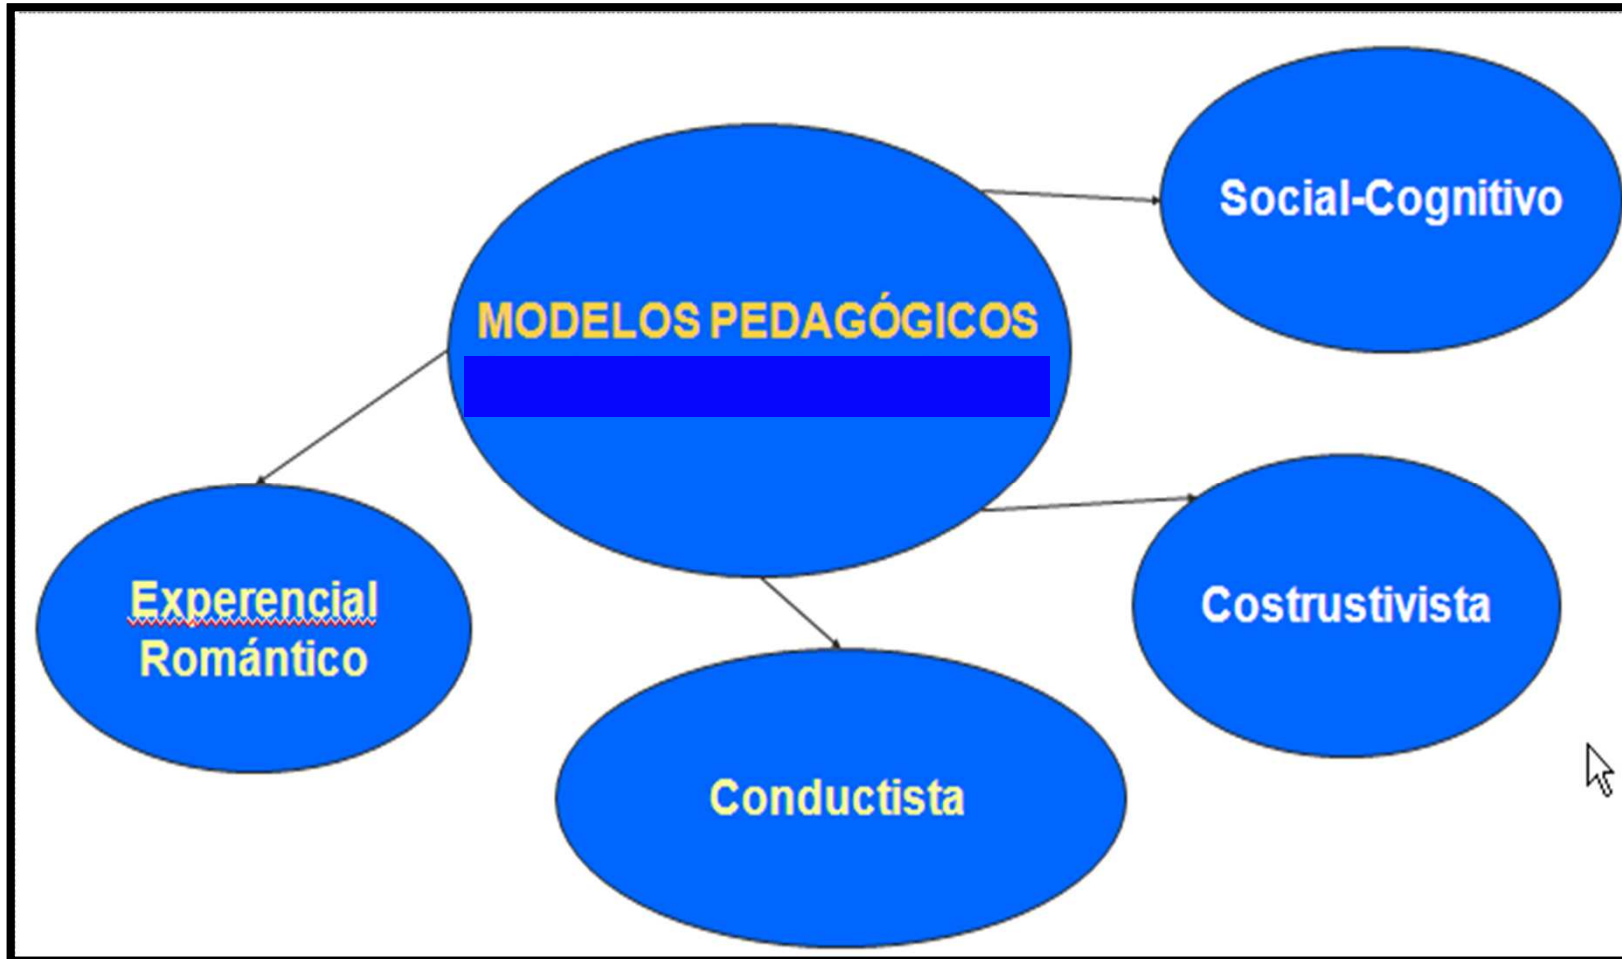 Social-Cognitivo
MODELOS PEDAGÓGICOS
Experencial
Romántico
Costrustivista
Conductista